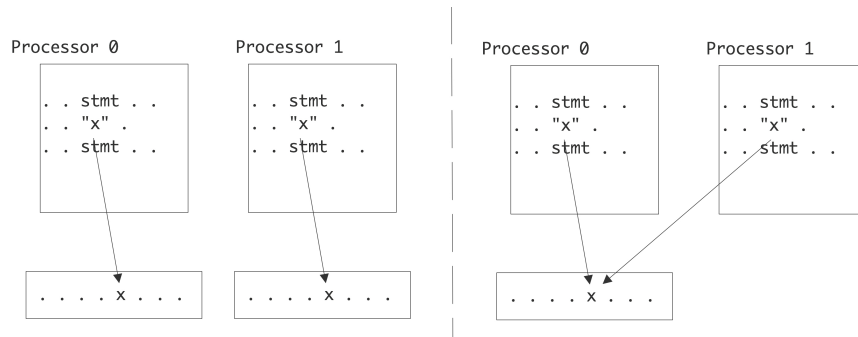 Processor 0
. . stmt . .
. . "x" .
. . stmt . .
. . . . x . . .
Processor 1
. . stmt . .
. . "x" .
. . stmt . .
. . . . x . . .
Processor 0
. . stmt . .
. . "x" .
. . stmt . .
. . . . x . . .
Processor 1
. . stmt . .
. . "x" .
. . stmt . .